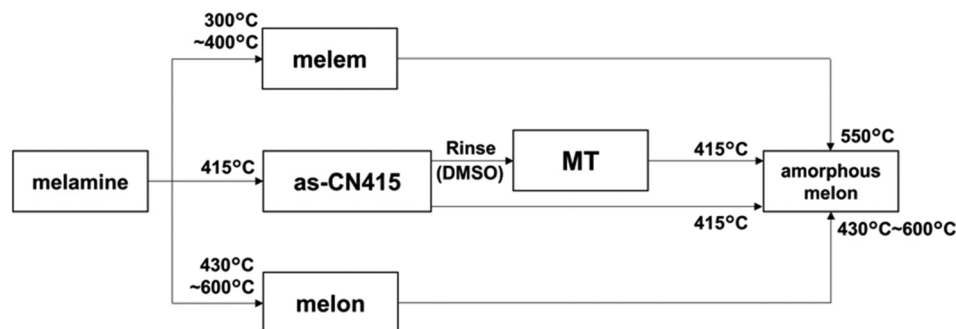 300°C
~400°C
melem
melamine
415°C
as-CN415
Rinse
(DMSO)
MT
415°C
415°C
550°C
amorphous
melon
430°C~600°C
430°C
~600°C
melon